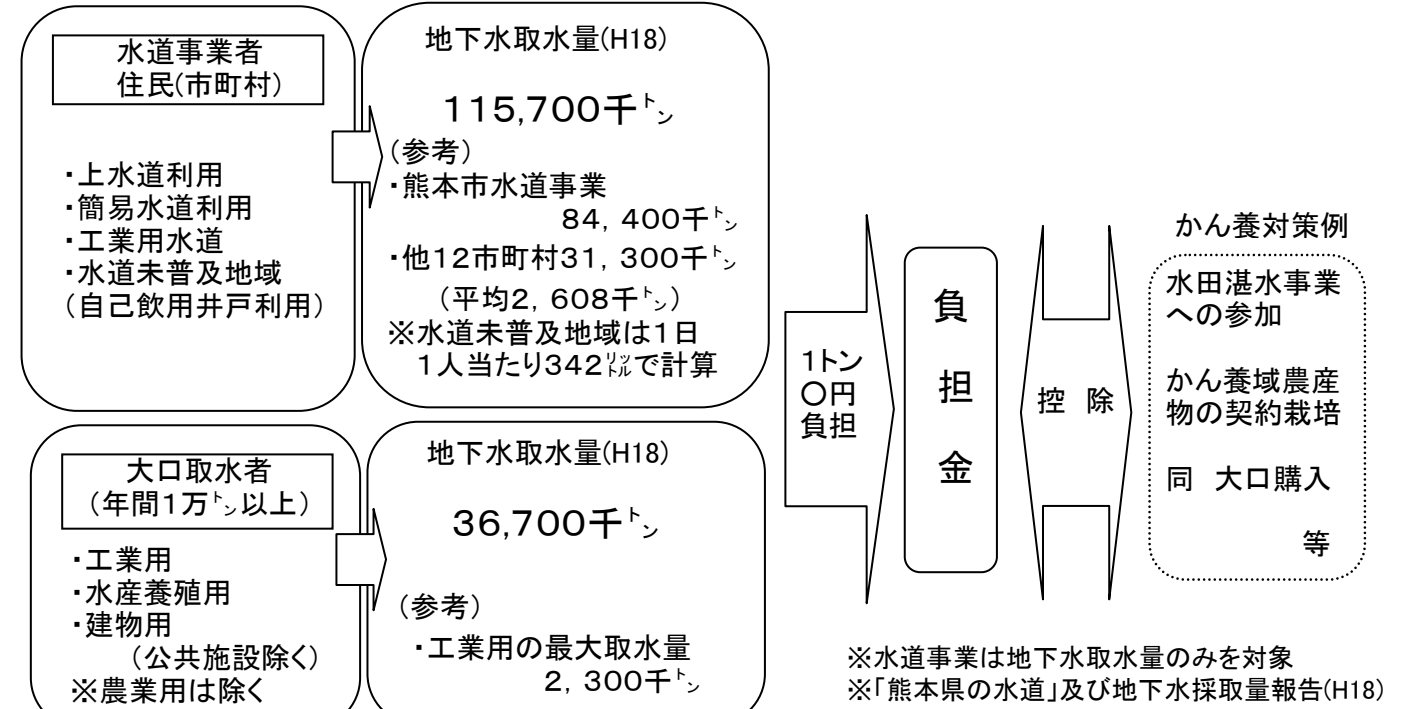 水道事業者
住民(市町村)
・上水道利用
・簡易水道利用
・工業用水道
・水道未普及地域
(自己飲用井戸利用)
地下水取水量(H18)
115,700千㌧
(参考)
・熊本市水道事業
84,400千㌧
・他12市町村31,300千㌧
(平均2,608千㌧)
※水道未普及地域は1日
1人当たり342㍑で計算
大口取水者
(年間1万㌧以上)
・工業用
・水産養殖用
・建物用
(公共施設除く)
※農業用は除く
地下水取水量(H18)
36,700千㌧
(参考)
・工業用の最大取水量
2,300千㌧
1トン
〇円
負担
負
担
金
控 除
かん養対策例
水田湛水事業
への参加
かん養域農産
物の契約栽培
同 大口購入
等
※水道事業は地下水取水量のみを対象
※「熊本県の水道」及び地下水採取量報告(H18)